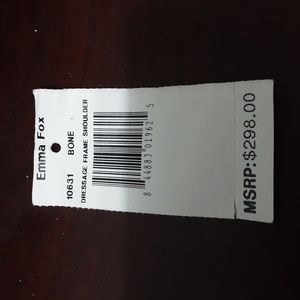 Emma Fox
10631 BONE
DRESSAGE FRAME SHOULDER
8 44883 01962 5
MSRP:$298.00